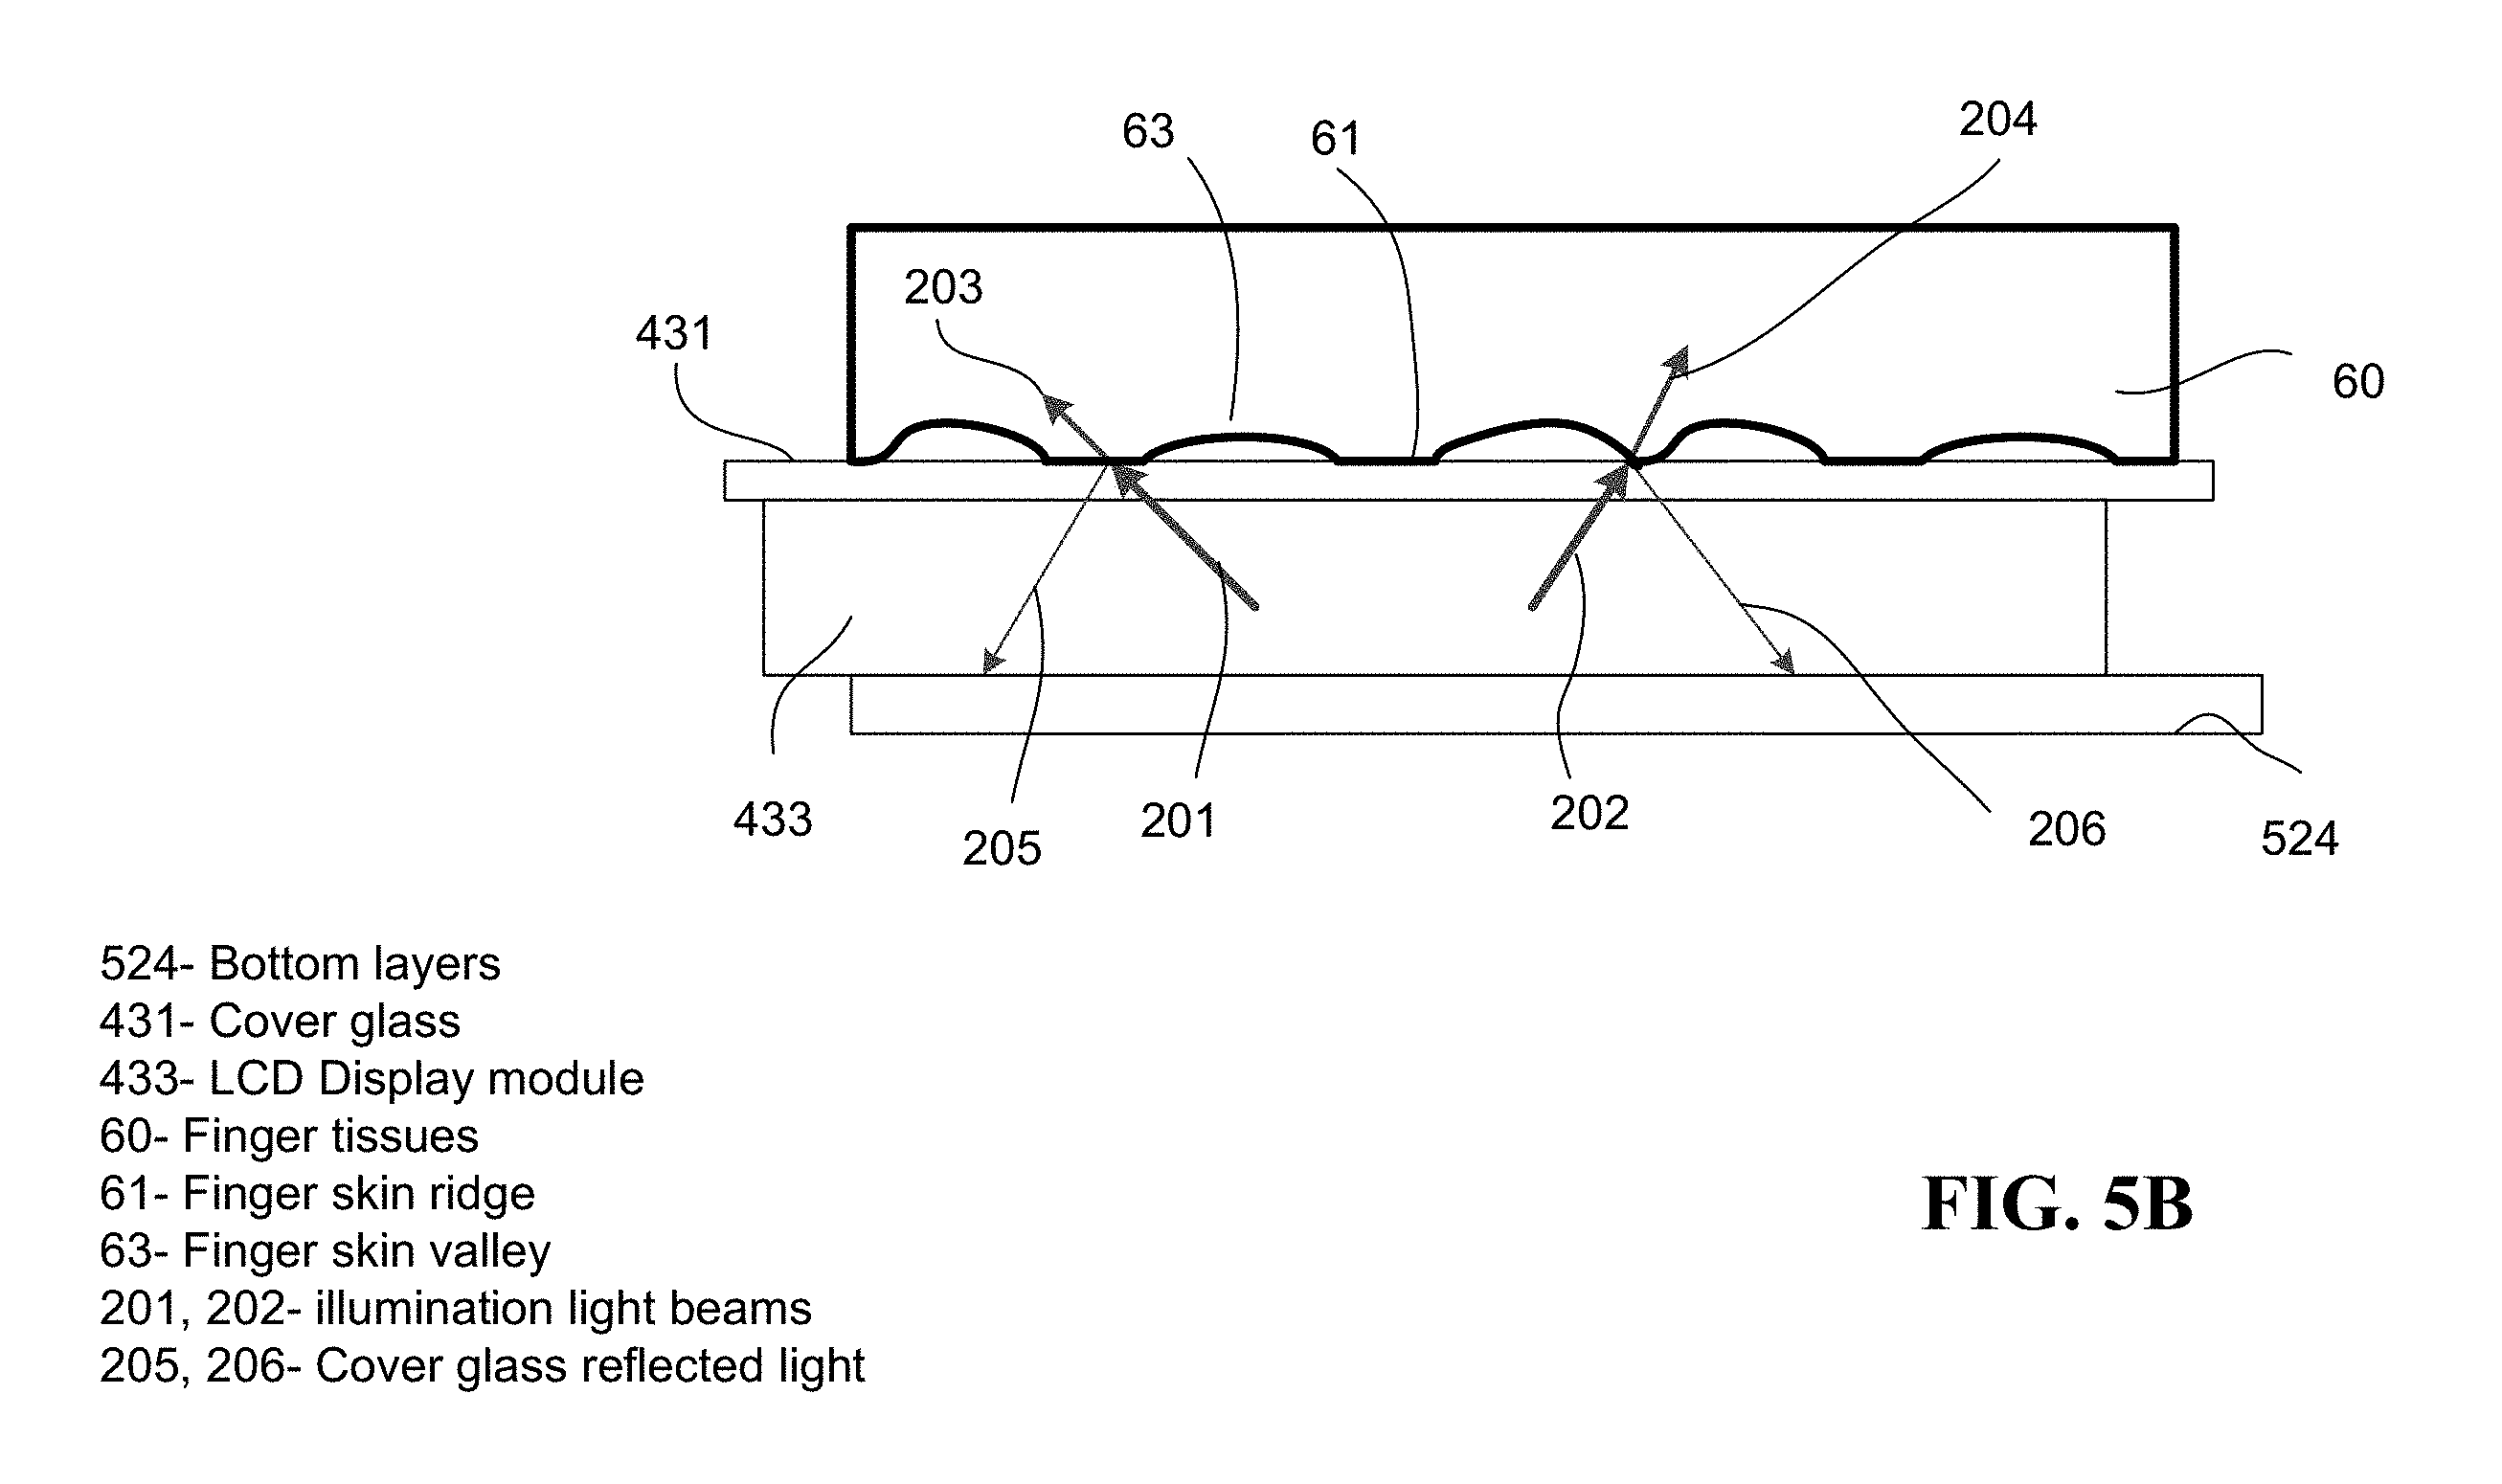 204
63
61
203
431
60
202
201
206
433
524
205
524- Bottom layers
431- Cover glass
433- LCD Display module
60- Finger tissues
61- Finger skin ridge
63- Finger skin valley
201, 202- illumination light beams
205, 206- Cover glass reflected light
FIG. 5B